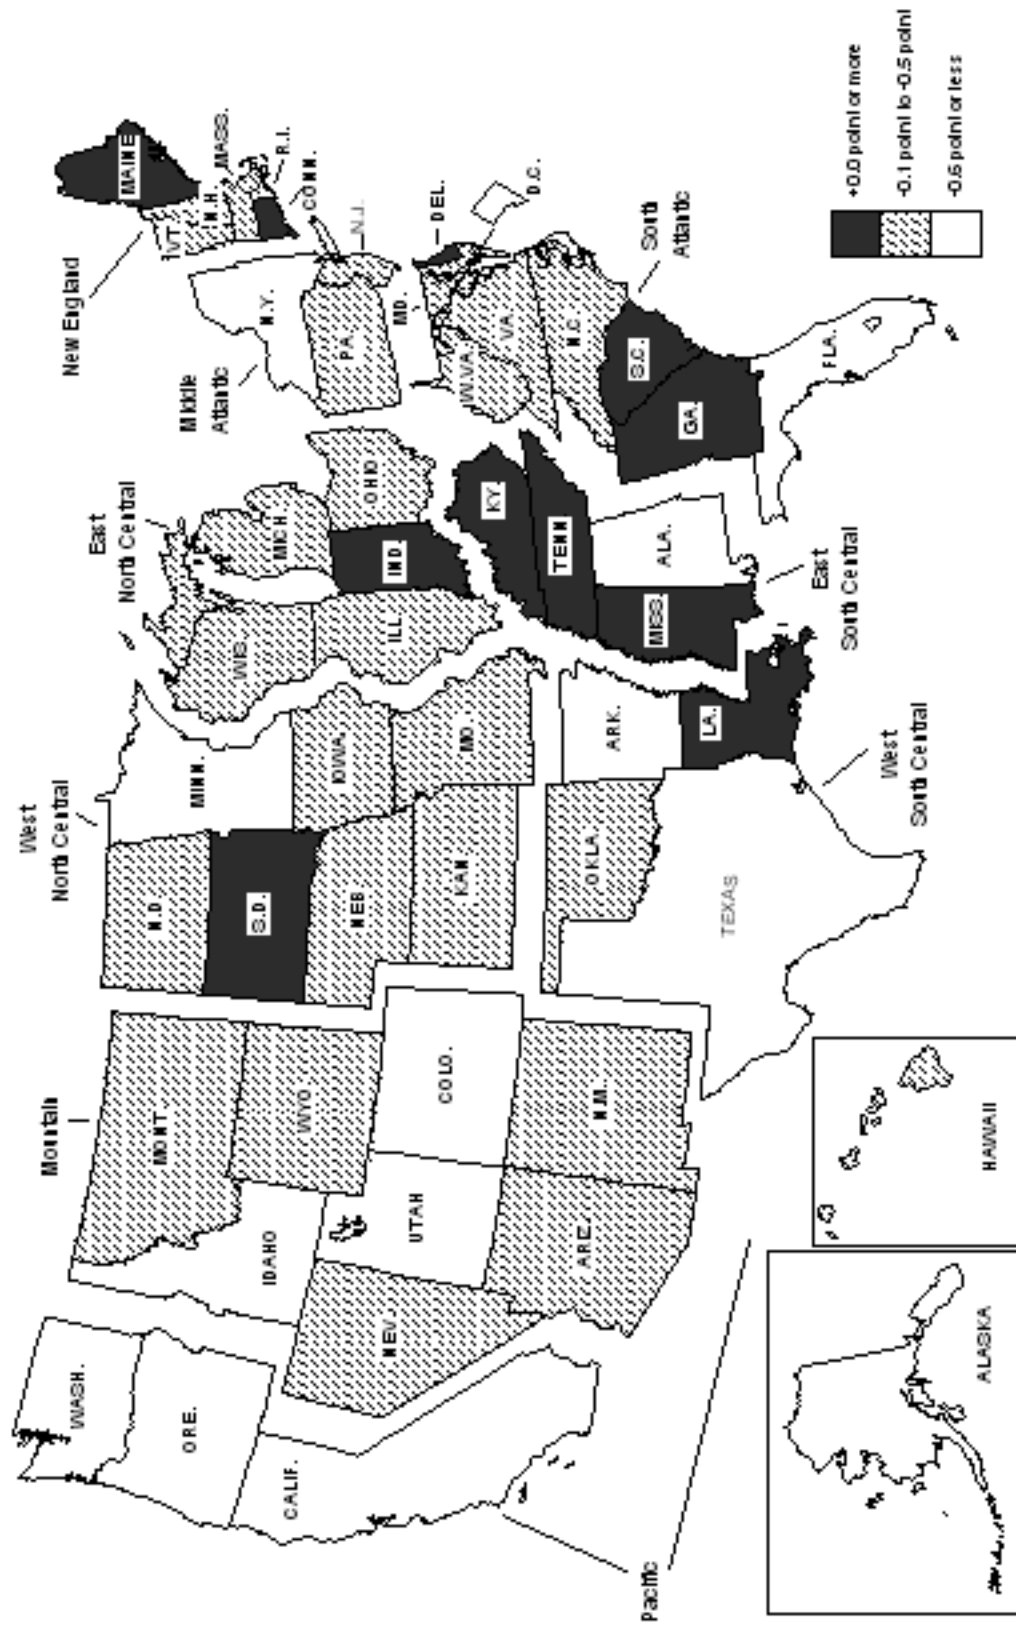 New England
MAINE
VT.
N.H.
MASS.
R.I.
CONN.
Middle
Atlantic
N.Y.
N.J.
PA.
East
North Central
WIS.
MICH.
OHIO
IND.
ILL.
West
North Central
N.D.
MINN.
S.D.
IOWA
NEB.
MO.
KAN.
Mountain
MONT.
IDAHO
WYO.
NEV.
UTAH
COLO.
ARIZ.
N.M.
WASH.
ORE.
CALIF.
Pacific
ALASKA
HAWAII
DEL.
MD.
D.C.
W.VA.
VA.
N.C.
S.C.
GA.
FLA.
South
Atlantic
KY.
TENN.
MISS.
ALA.
East
South Central
OKLA.
ARK.
LA.
TEXAS
West
South Central
+0.0 point or more
-0.1 point to -0.5 point
-0.6 point or less